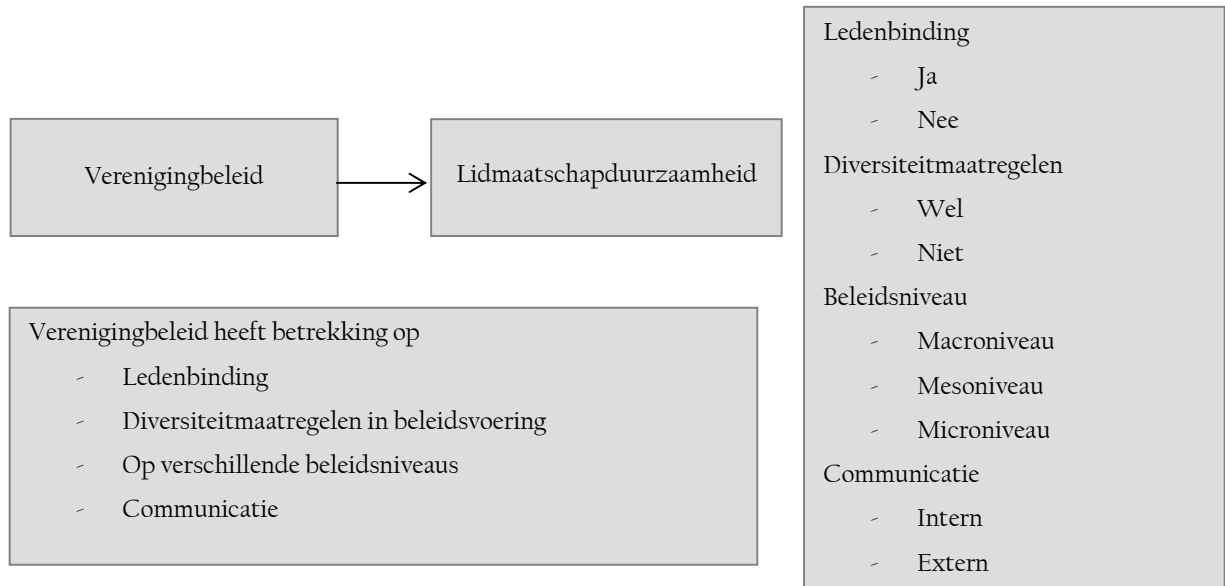 Verenigingbeleid
Lidmaatschapduurzaamheid
Verenigingbeleid heeft betrekking op
- Ledenbinding
- Diversiteitmaatregelen in beleidsvoering
- Op verschillende beleidsniveaus
- Communicatie
Ledenbinding
- Ja
- Nee
Diversiteitmaatregelen
- Wel
- Niet
Beleidsniveau
- Macroniveau
- Mesoniveau
- Microniveau
Communicatie
- Intern
- Extern